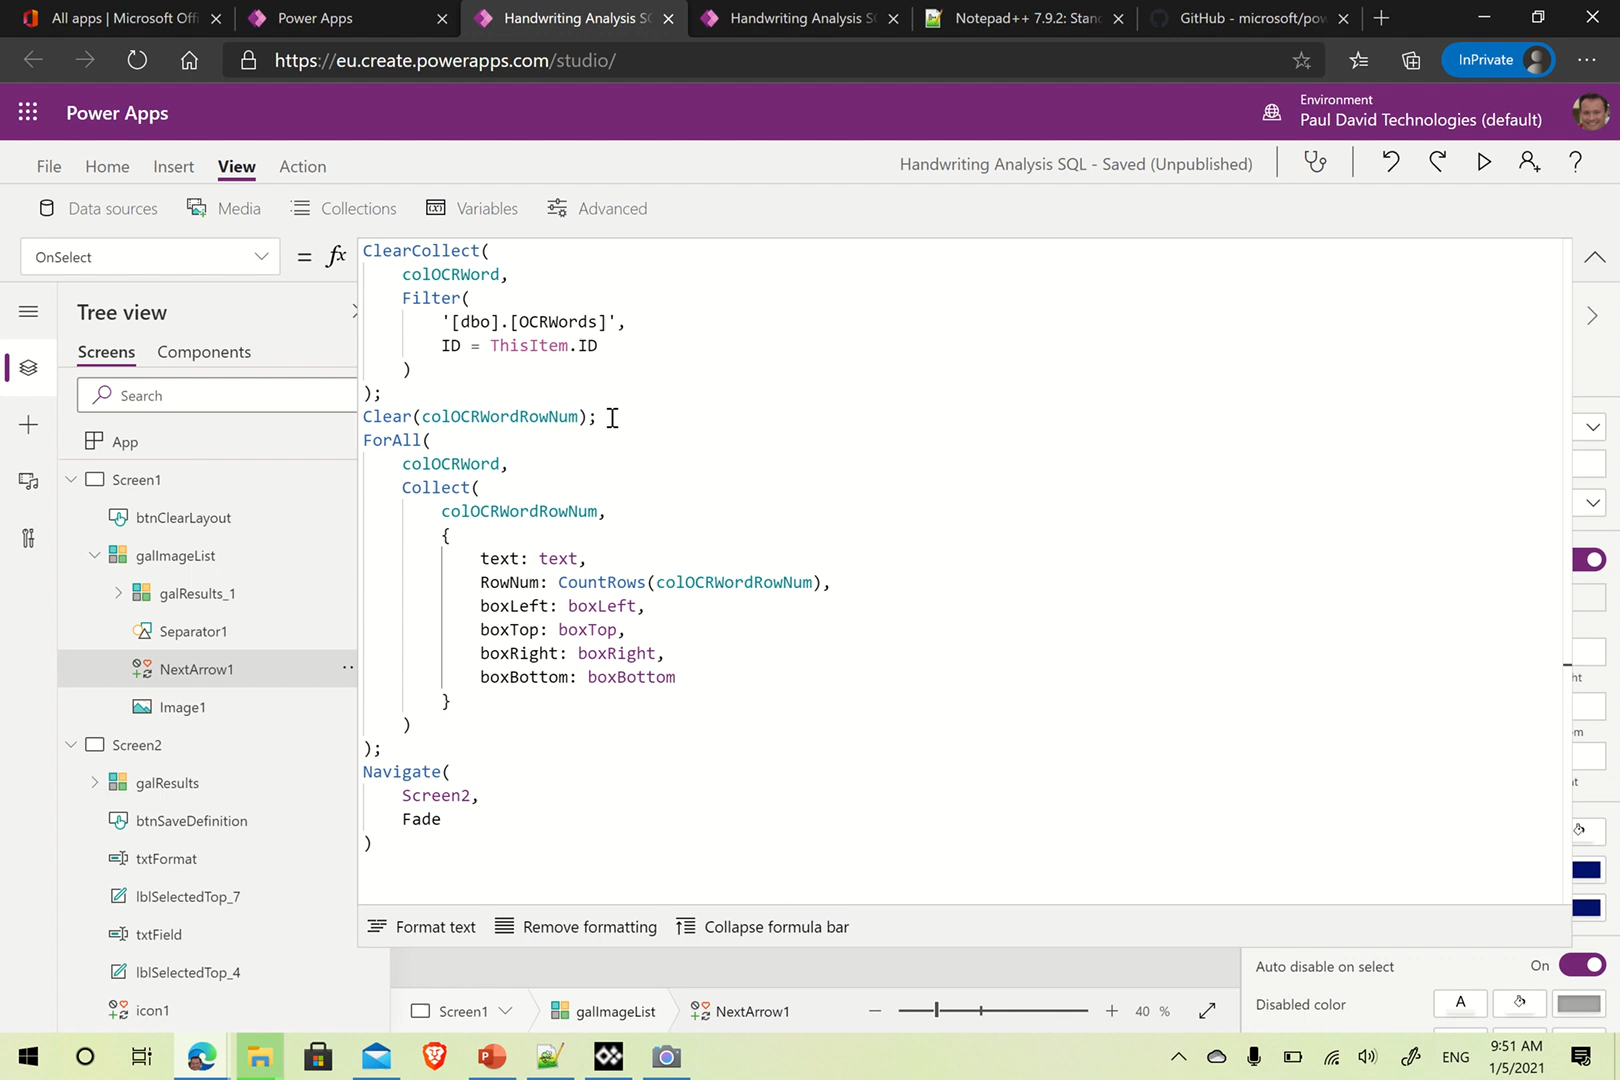 All apps | Microsoft Offi
Power Apps
Handwriting Analysis SQ
Handwriting Analysis SQ
Notepad++ 7.9.2: Stand
GitHub - microsoft/pow
https://eu.create.powerapps.com/studio/
InPrivate
Power Apps
Environment
Paul David Technologies (default)
File
Home
Insert
View
Action
Handwriting Analysis SQL - Saved (Unpublished)
Data sources
Media
Collections
Variables
Advanced
OnSelect
= fx
ClearCollect(
colOCRWord,
Filter(
'[dbo].[OCRWords]',
ID = ThisItem.ID
)
);
Clear(colOCRWordRowNum);
ForAll(
colOCRWord,
Collect(
colOCRWordRowNum,
{
text: text,
RowNum: CountRows(colOCRWordRowNum),
boxLeft: boxLeft,
boxTop: boxTop,
boxRight: boxRight,
boxBottom: boxBottom
}
)
);
Navigate(
Screen2,
Fade
)
Format text
Remove formatting
Collapse formula bar
Tree view
Screens
Components
Search
App
Screen1
btnClearLayout
galImageList
galResults_1
Separator1
NextArrow1
Image1
Screen2
galResults
btnSaveDefinition
txtFormat
lblSelectedTop_7
txtField
lblSelectedTop_4
icon1
ht
m
t
Auto disable on select
On
Disabled color
A
Screen1
galImageList
NextArrow1
40 %
ENG
9:51 AM
1/5/2021